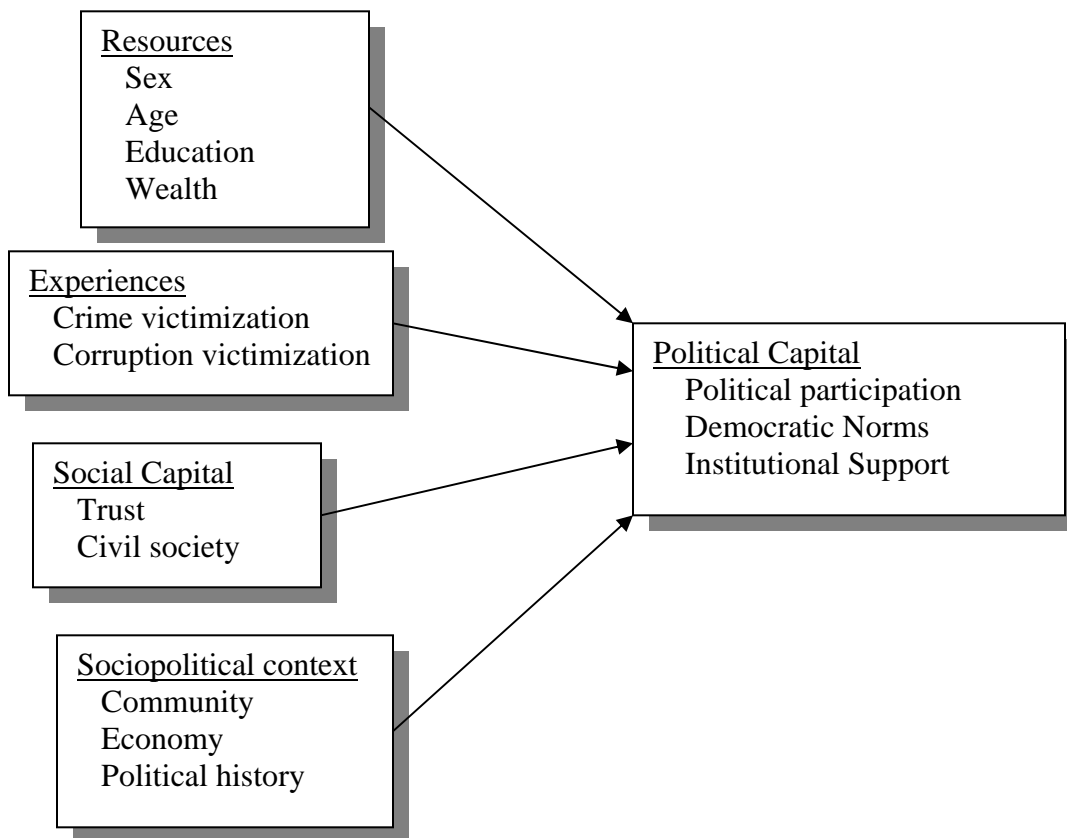 Resources
Sex
Age
Education
Wealth
Experiences
Crime victimization
Corruption victimization
Social Capital
Trust
Civil society
Sociopolitical context
Community
Economy
Political history
Political Capital
Political participation
Democratic Norms
Institutional Support